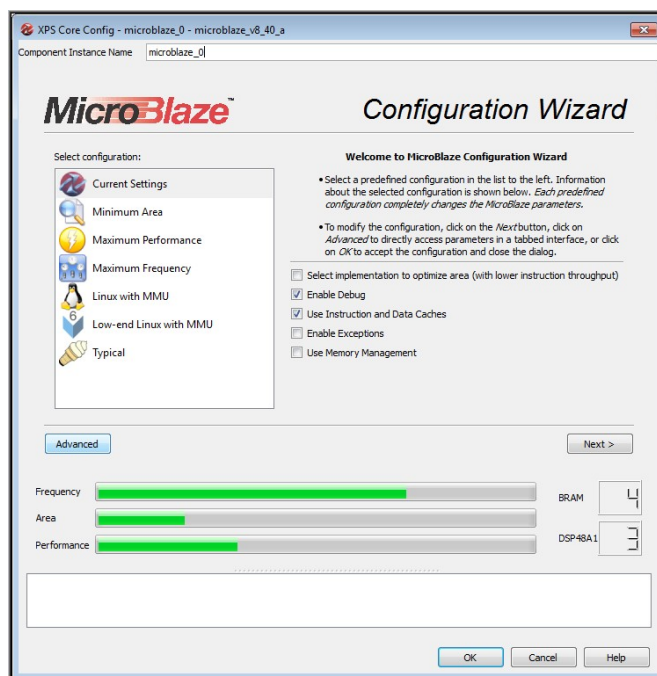 XPS Core Config - microblaze_0 - microblaze_v8_40_a
Component Instance Name microblaze_0
MicroBlaze™
Configuration Wizard
Select configuration:
Current Settings
Minimum Area
Maximum Performance
Maximum Frequency
Linux with MMU
6 Low-end Linux with MMU
Typical
Welcome to MicroBlaze Configuration Wizard
•Select a predefined configuration in the list to the left. Information
about the selected configuration is shown below. Each predefined
configuration completely changes the MicroBlaze parameters.
•To modify the configuration, click on the Next button, click on
Advanced to directly access parameters in a tabbed interface, or click
on OK to accept the configuration and close the dialog.
Select implementation to optimize area (with lower instruction throughput)
Enable Debug
Use Instruction and Data Caches
Enable Exceptions
Use Memory Management
Advanced
Next >
Frequency
Area
Performance
BRAM 4
DSP48A1 3
OK Cancel Help